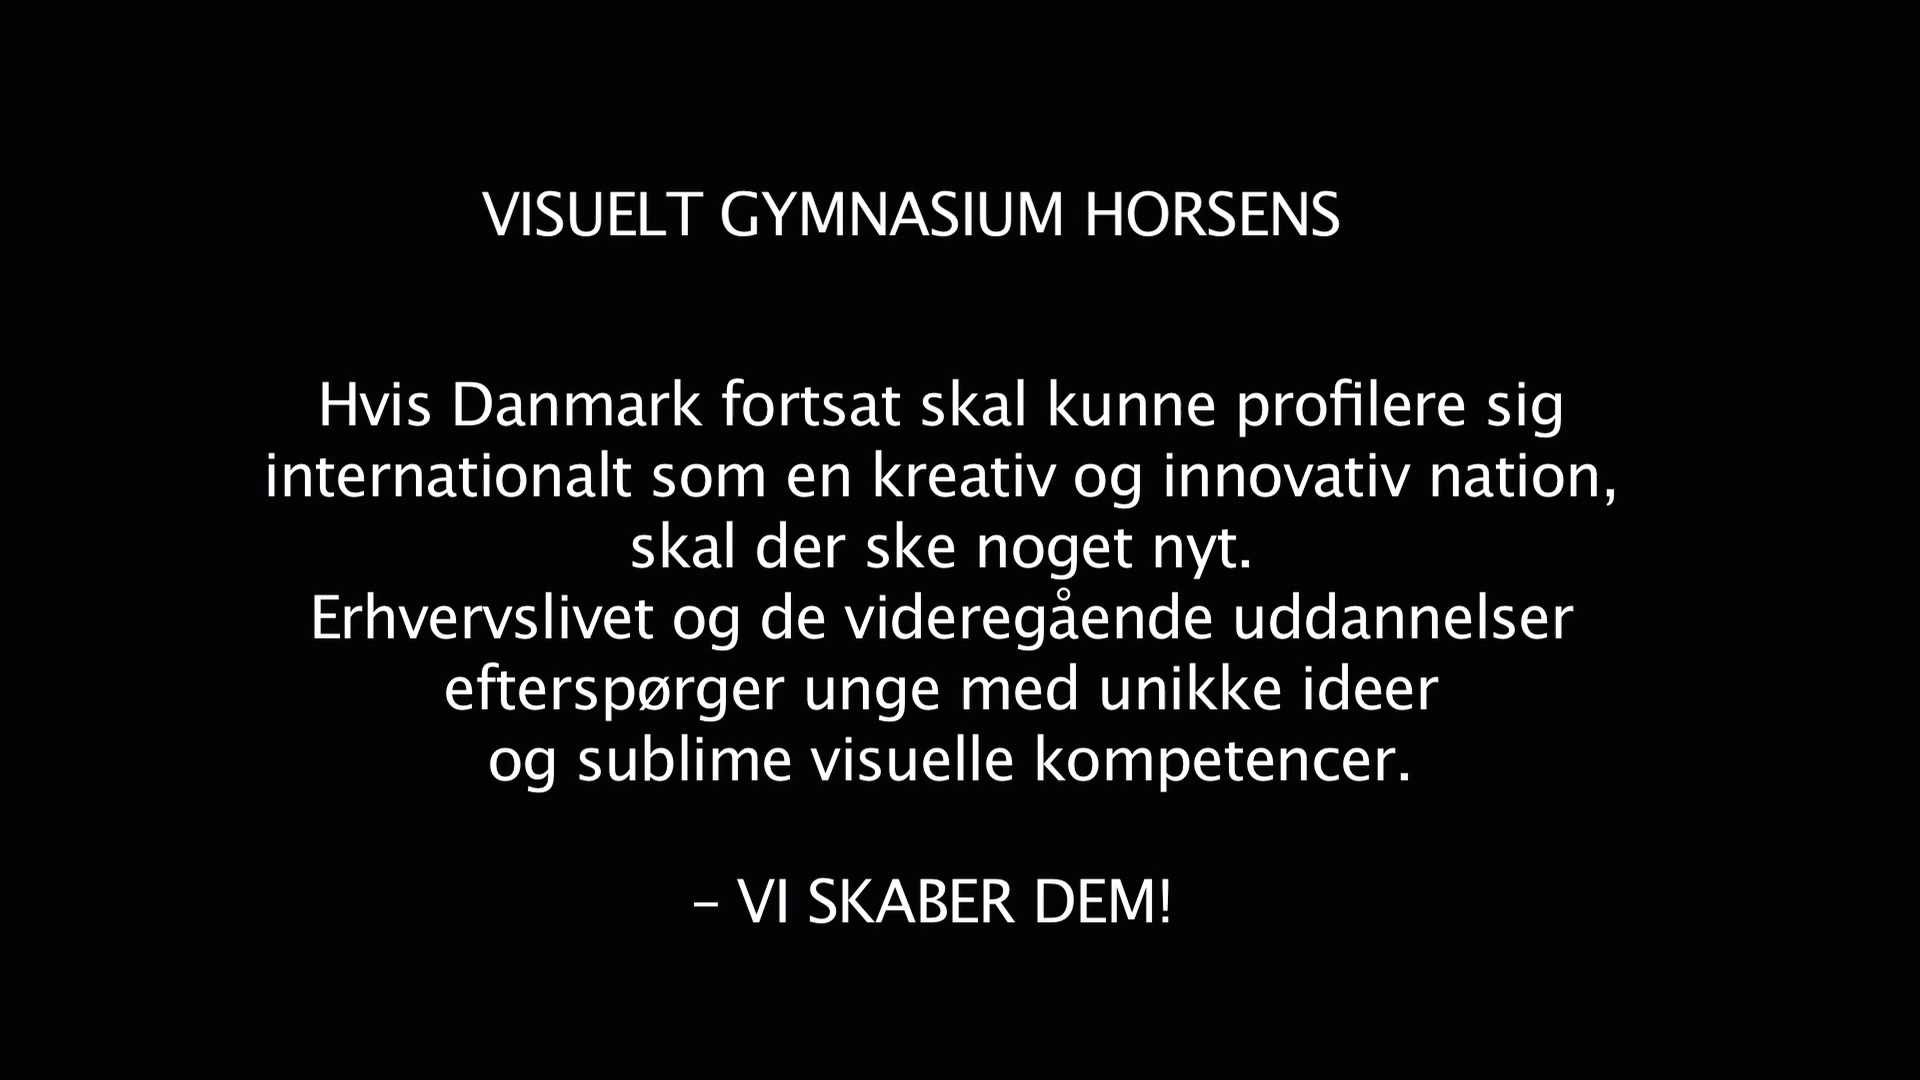 VISUELT GYMNASIUM HORSENS
Hvis Danmark fortsat skal kunne profilere sig
internationalt som en kreativ og innovativ nation,
skal der ske noget nyt.
Erhvervslivet og de videregående uddannelser
efterspørger unge med unikke ideer
og sublime visuelle kompetencer.
– VI SKABER DEM!